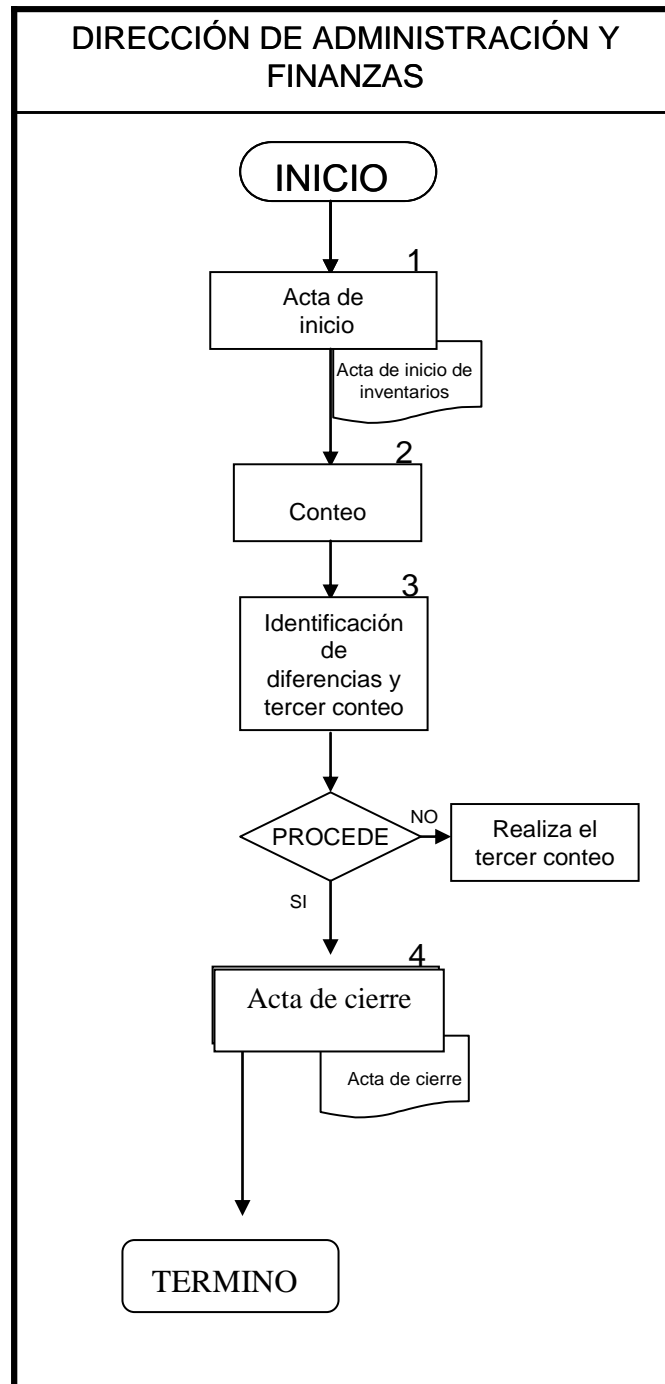 DIRECCIÓN DE ADMINISTRACIÓN Y
FINANZAS
INICIO
1
Acta de
inicio
Acta de inicio de
inventarios
2
Conteo
3
Identificación
de
diferencias y
tercer conteo
PROCEDE
NO
Realiza el
tercer conteo
SI
4
Acta de cierre
Acta de cierre
TERMINO